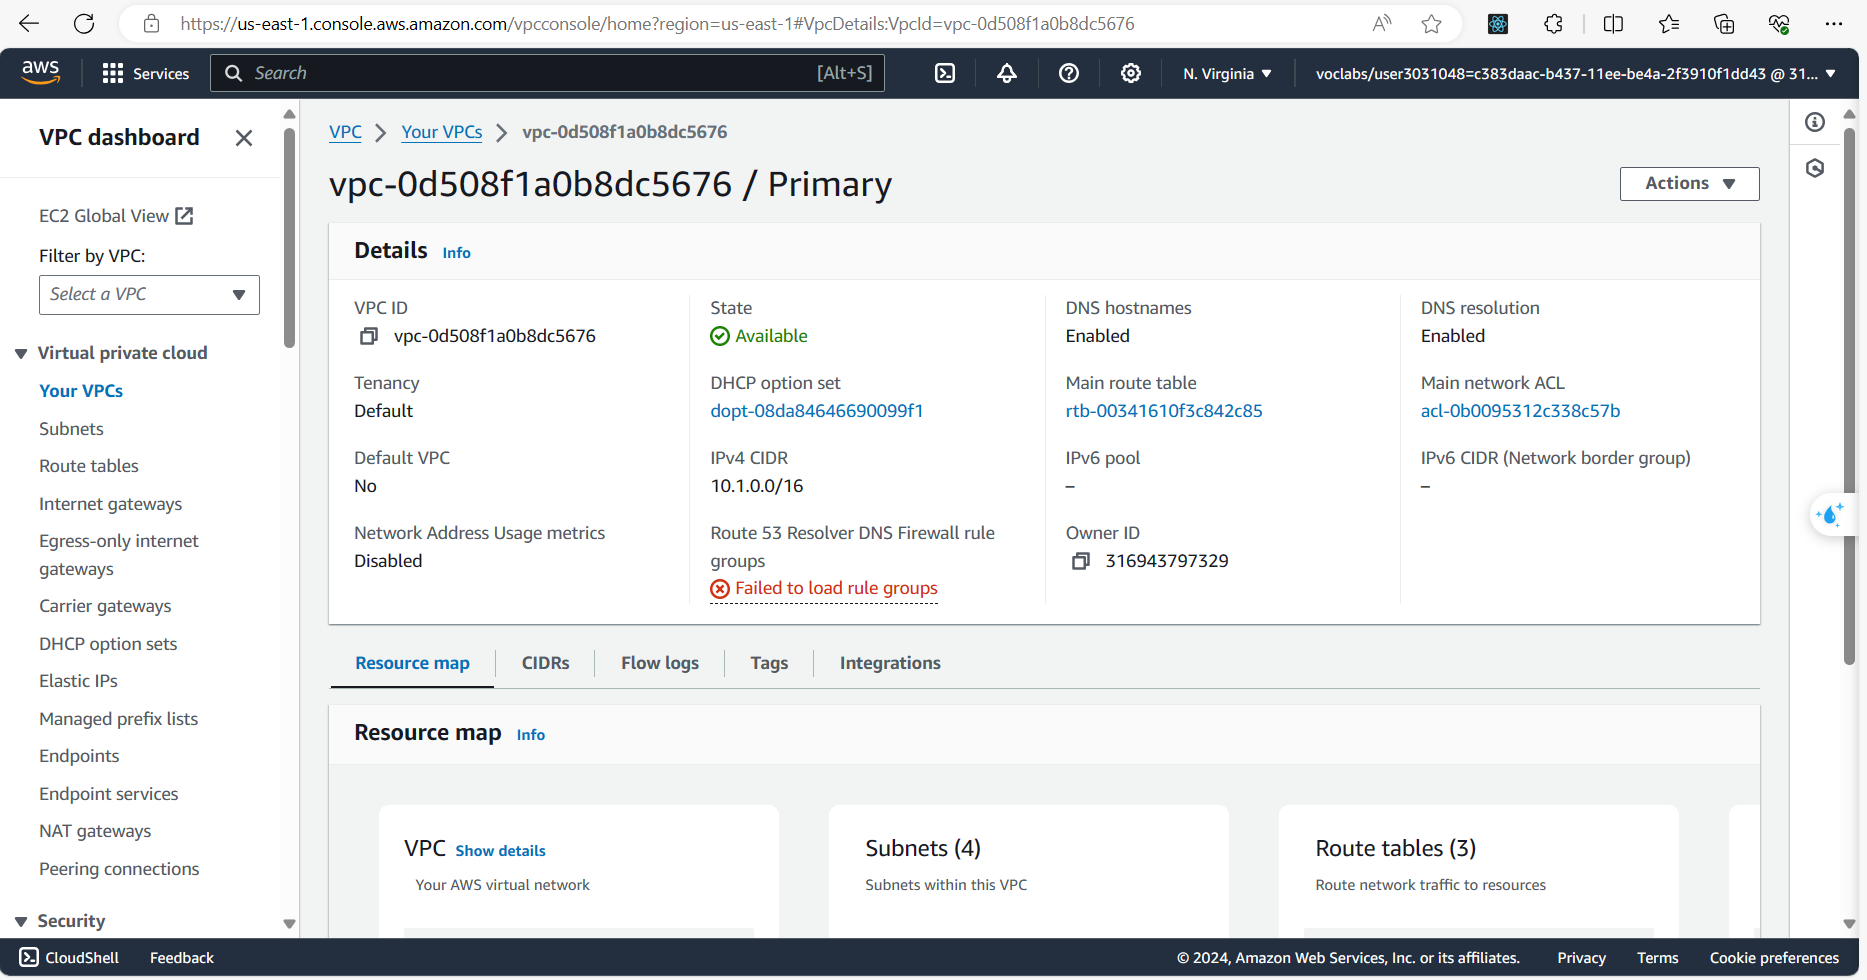 https://us-east-1.console.aws.amazon.com/vpcconsole/home?region=us-east-1#VpcDetails:VpcId=vpc-0d508f1a0b8dc5676
aws
Services
Search
[Alt+S]
N. Virginia
voclabs/user3031048=c383daac-b437-11ee-be4a-2f3910f1dd43 @ 31...
VPC dashboard
EC2 Global View
Filter by VPC:
Select a VPC
Virtual private cloud
Your VPCs
Subnets
Route tables
Internet gateways
Egress-only internet
gateways
Carrier gateways
DHCP option sets
Elastic IPs
Managed prefix lists
Endpoints
Endpoint services
NAT gateways
Peering connections
Security
VPC > Your VPCs > vpc-0d508f1a0b8dc5676
vpc-0d508f1a0b8dc5676 / Primary
Actions
Details Info
VPC ID
vpc-0d508f1a0b8dc5676
State
Available
DNS hostnames
Enabled
DNS resolution
Enabled
Tenancy
Default
DHCP option set
dopt-08da84646690099f1
Main route table
rtb-00341610f3c842c85
Main network ACL
acl-0b0095312c338c57b
Default VPC
No
IPv4 CIDR
10.1.0.0/16
IPv6 pool
–
IPv6 CIDR (Network border group)
–
Network Address Usage metrics
Disabled
Route 53 Resolver DNS Firewall rule
groups
Failed to load rule groups
Owner ID
316943797329
Resource map
CIDRs
Flow logs
Tags
Integrations
Resource map Info
VPC Show details
Your AWS virtual network
Subnets (4)
Subnets within this VPC
Route tables (3)
Route network traffic to resources
CloudShell
Feedback
© 2024, Amazon Web Services, Inc. or its affiliates.
Privacy
Terms
Cookie preferences